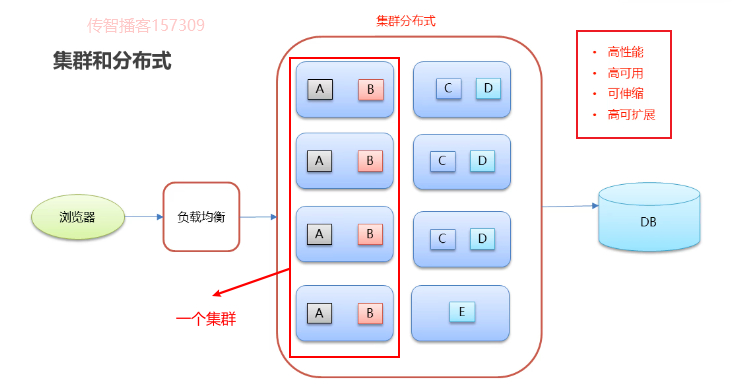 传智播客157309
集群和分布式
集群分布式
高性能
高可用
可伸缩
高可扩展
A B
C D
A B
C D
浏览器
负载均衡
A B
C D
DB
A B
E
一个集群